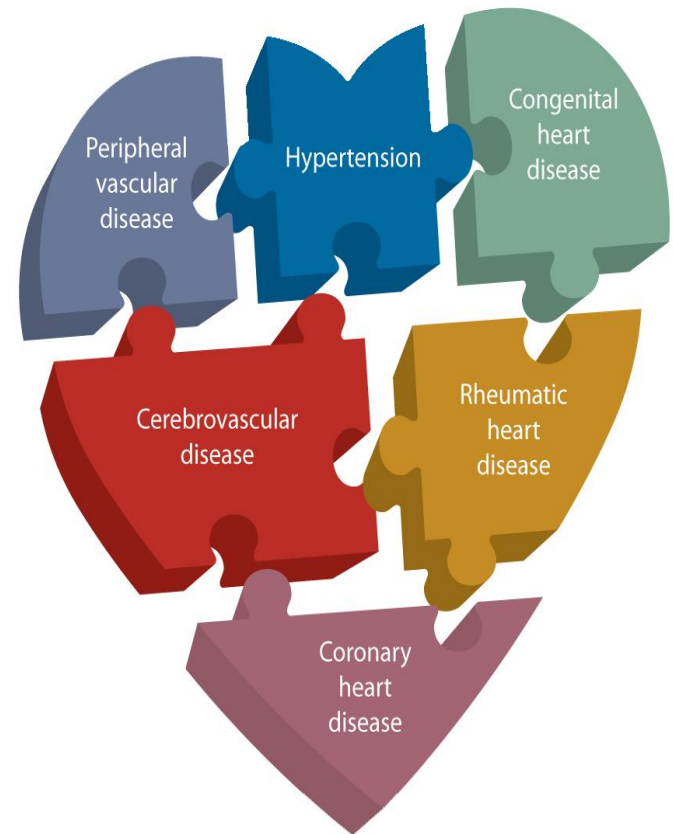 Peripheral
vascular
disease
Hypertension
Congenital
heart
disease
Cerebrovascular
disease
Rheumatic
heart
disease
Coronary
heart
disease